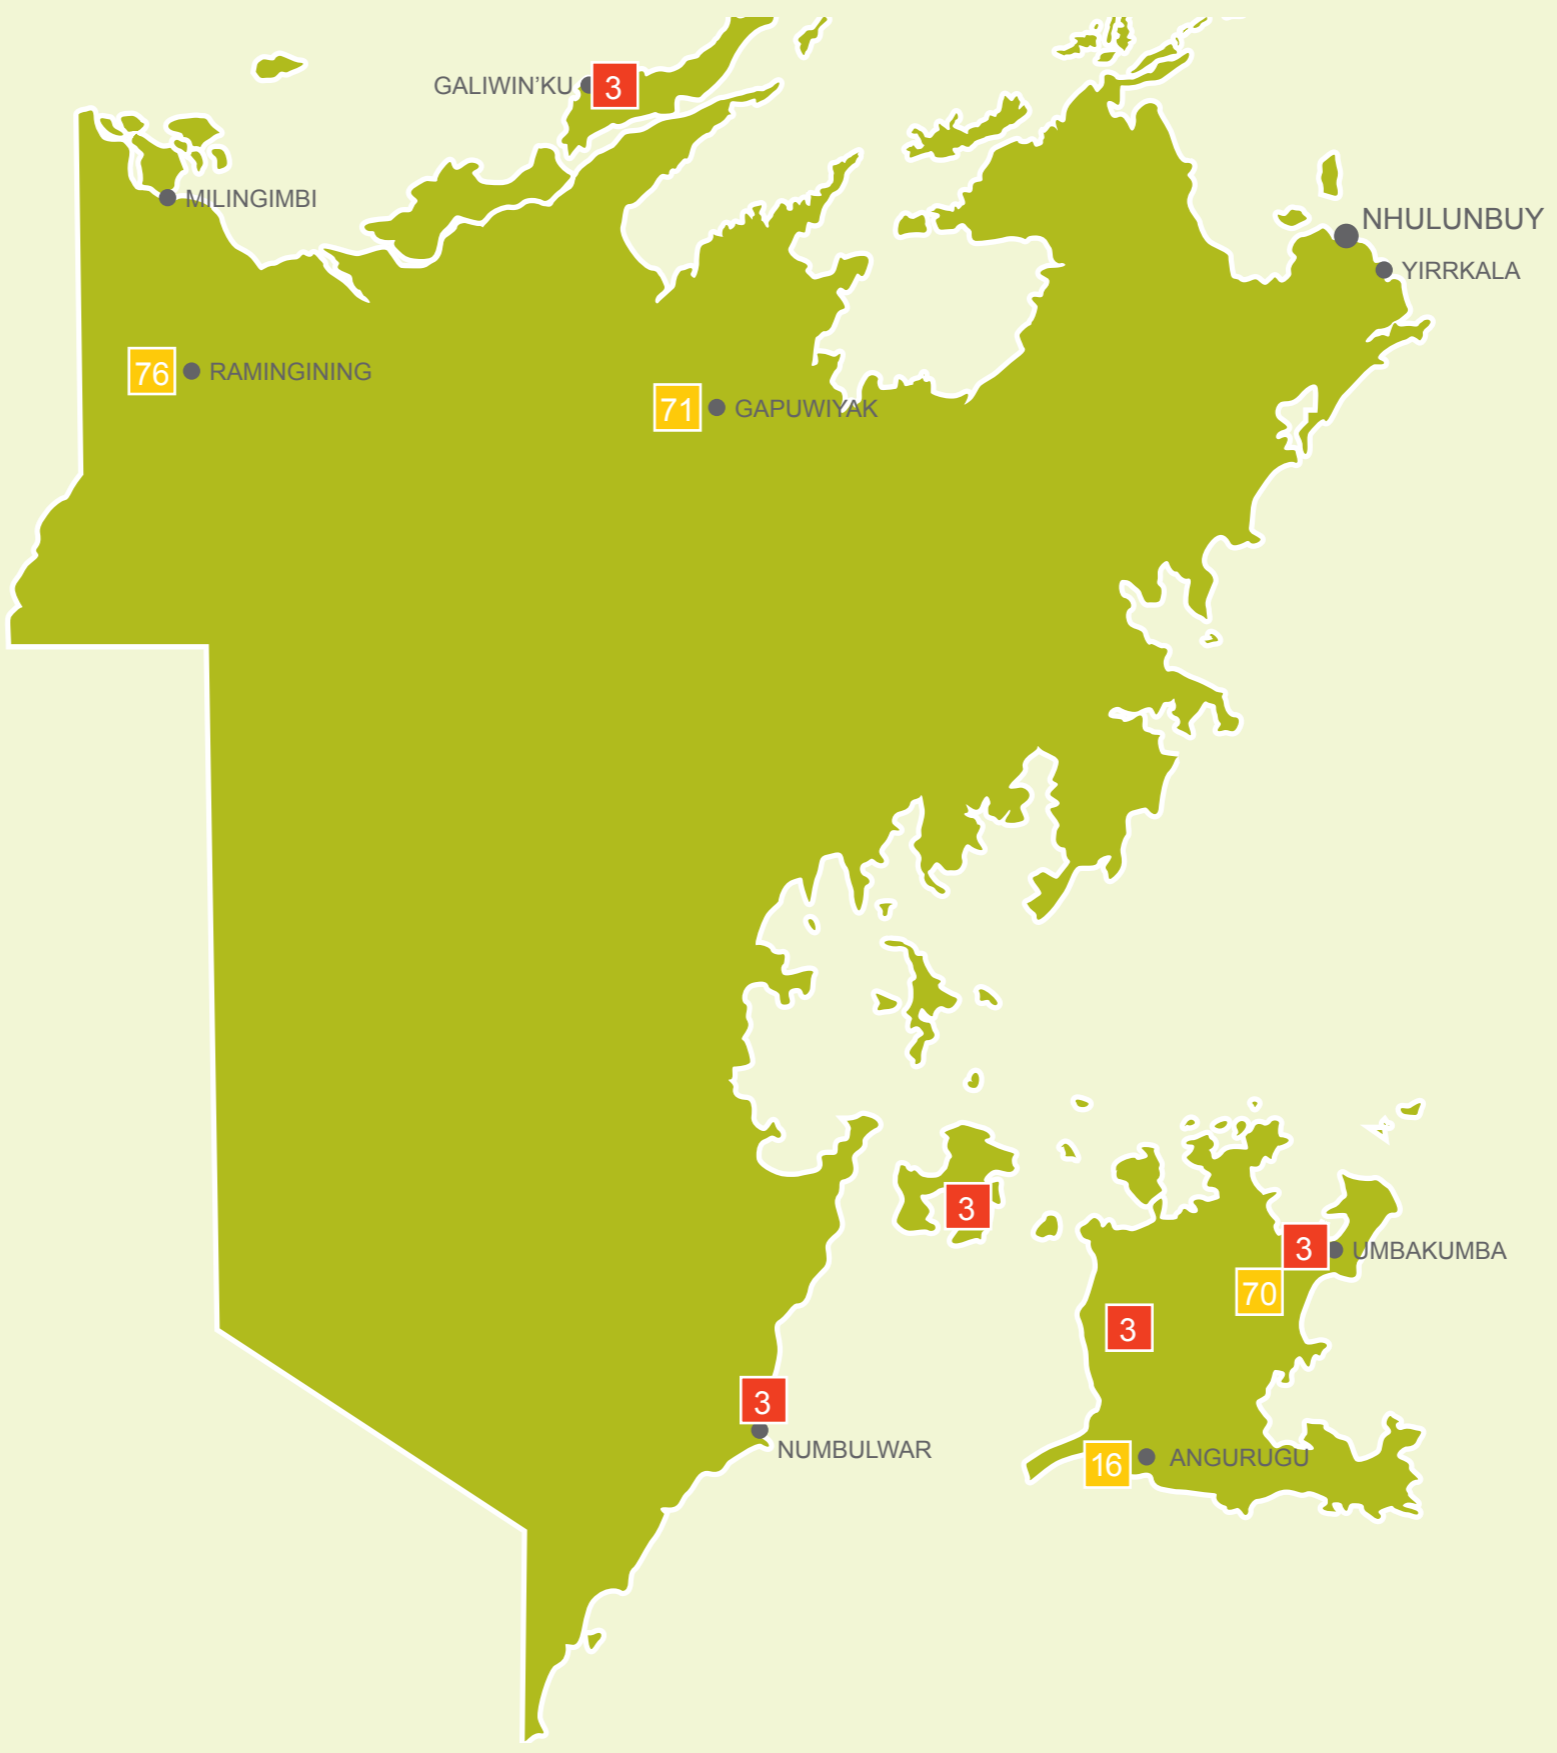 GALIWIN'KU 3
MILINGIMBI
NHULUNBUY
YIRRKALA
76 RAMINGINING
71 GAPUWIYAK
3
3 UMBAKUMBA
70
3
3
NUMBULWAR
16 ANGURUGU